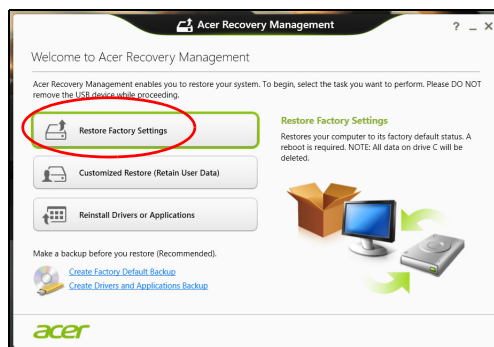 Acer Recovery Management
? _ X
Welcome to Acer Recovery Management
Acer Recovery Management enables you to restore your system. To begin, select the task you want to perform. Please DO NOT
remove the USB device while proceeding.
Restore Factory Settings
Customized Restore (Retain User Data)
Reinstall Drivers or Applications
Restore Factory Settings
Restores your computer to its factory default status. A
reboot is required. NOTE: All data on drive C will be
deleted.
Make a backup before you restore (Recommended).
Create Factory Default Backup
Create Drivers and Applications Backup
acer